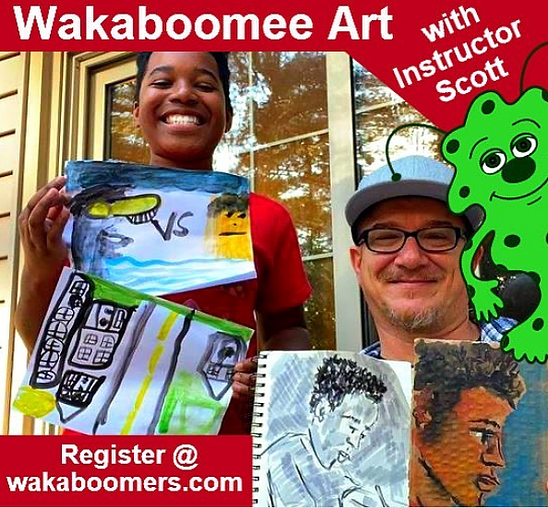 Wakaboomee Art
with
Instructor
Scott
VS
Register @
wakaboomers.com